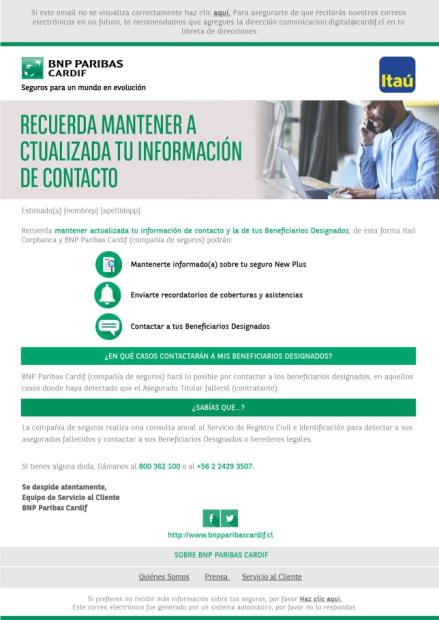 Si este email no se visualiza correctamente haz clic aquí. Para asegurarte de que recibirás nuestros correos
electrónicos en un futuro, te recomendamos que agregues la dirección comunicacion.digital@cardif.cl en tu
libreta de direcciones.
BNP PARIBAS
CARDIF
Seguros para un mundo en evolución
Itaú
RECUERDA MANTENER A
CTUALIZADA TU INFORMACIÓN
DE CONTACTO
Estimado(a) [nombrep] [apellidopp]
Recuerda mantener actualizada tu información de contacto y la de tus Beneficiarios Designados, de esta forma Itaú
Corpbanca y BNP Paribas Cardif (compañía de seguros) podrán:
Mantenerte informado(a) sobre tu seguro New Plus
Enviarte recordatorios de coberturas y asistencias
Contactar a tus Beneficiarios Designados
¿EN QUÉ CASOS CONTACTARÁN A MIS BENEFICIARIOS DESIGNADOS?
BNP Paribas Cardif (compañía de seguros) hará lo posible por contactar a los beneficiarios designados, en aquellos
casos donde haya detectado que el Asegurado Titular falleció (contratante).
¿SABÍAS QUE...?
La compañía de seguros realiza una consulta anual al Servicio de Registro Civil e Identificación para detectar a sus
asegurados fallecidos y contactar a sus Beneficiarios Designados o herederos legales.
Si tienes alguna duda, llámanos al 800 362 100 o al +56 2 2429 3507.
Se despide atentamente,
Equipo de Servicio al Cliente
BNP Paribas Cardif
http://www.bnpparibascardif.cl
SOBRE BNP PARIBAS CARDIF
Quiénes Somos Prensa Servicio al Cliente
Si prefieres no recibir más información sobre tus seguros, por favor Haz clic aquí.
Este correo electrónico fue generado por un sistema automático, por favor no lo respondas.